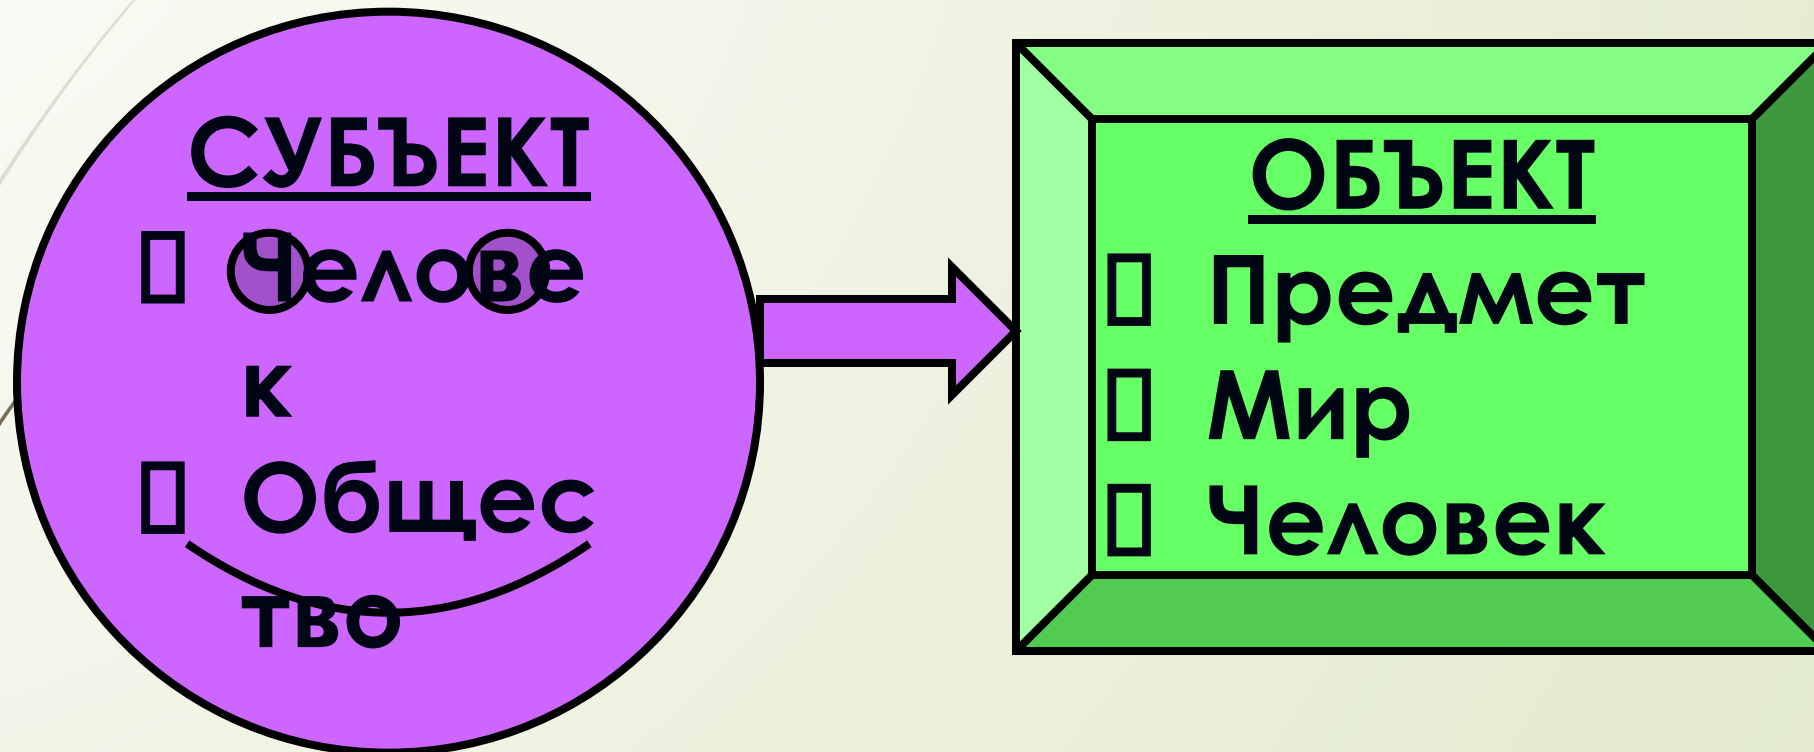 СУБЪЕКТ
Челове
к
Общес
тво
ОБЪЕКТ
Предмет
Мир
Человек